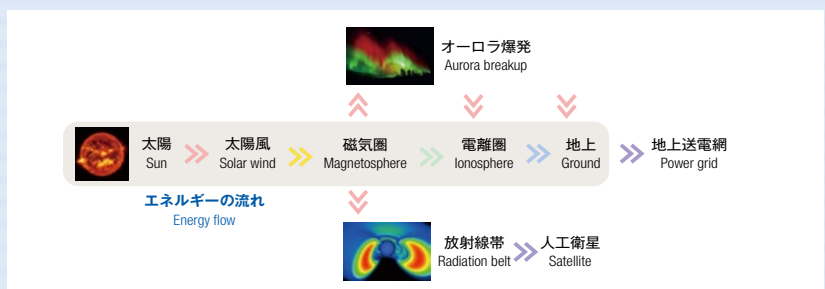 オーロラ爆発
Aurora breakup
太陽
Sun
太陽風
Solar wind
磁気圏
Magnetosphere
電離圏
Ionosphere
地上
Ground
地上送電網
Power grid
エネルギーの流れ
Energy flow
放射線帯
Radiation belt
人工衛星
Satellite